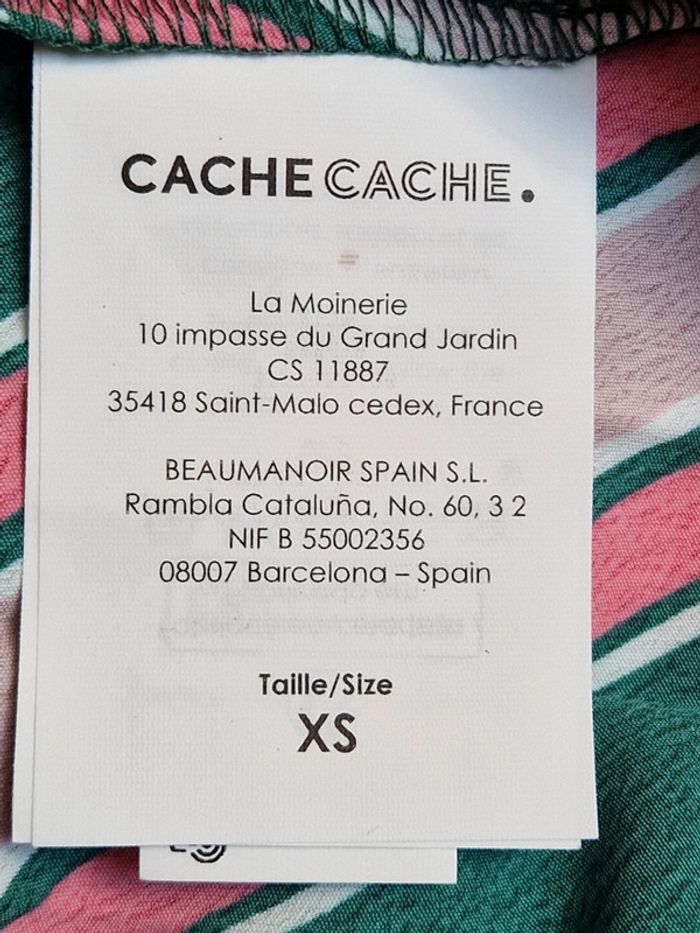 CACHE CACHE.
La Moinerie
10 impasse du Grand Jardin
CS 11887
35418 Saint-Malo cedex, France
BEAUMANOIR SPAIN S.L.
Rambla Cataluña, No. 60, 3 2
NIF B 55002356
08007 Barcelona – Spain
Taille/Size
XS